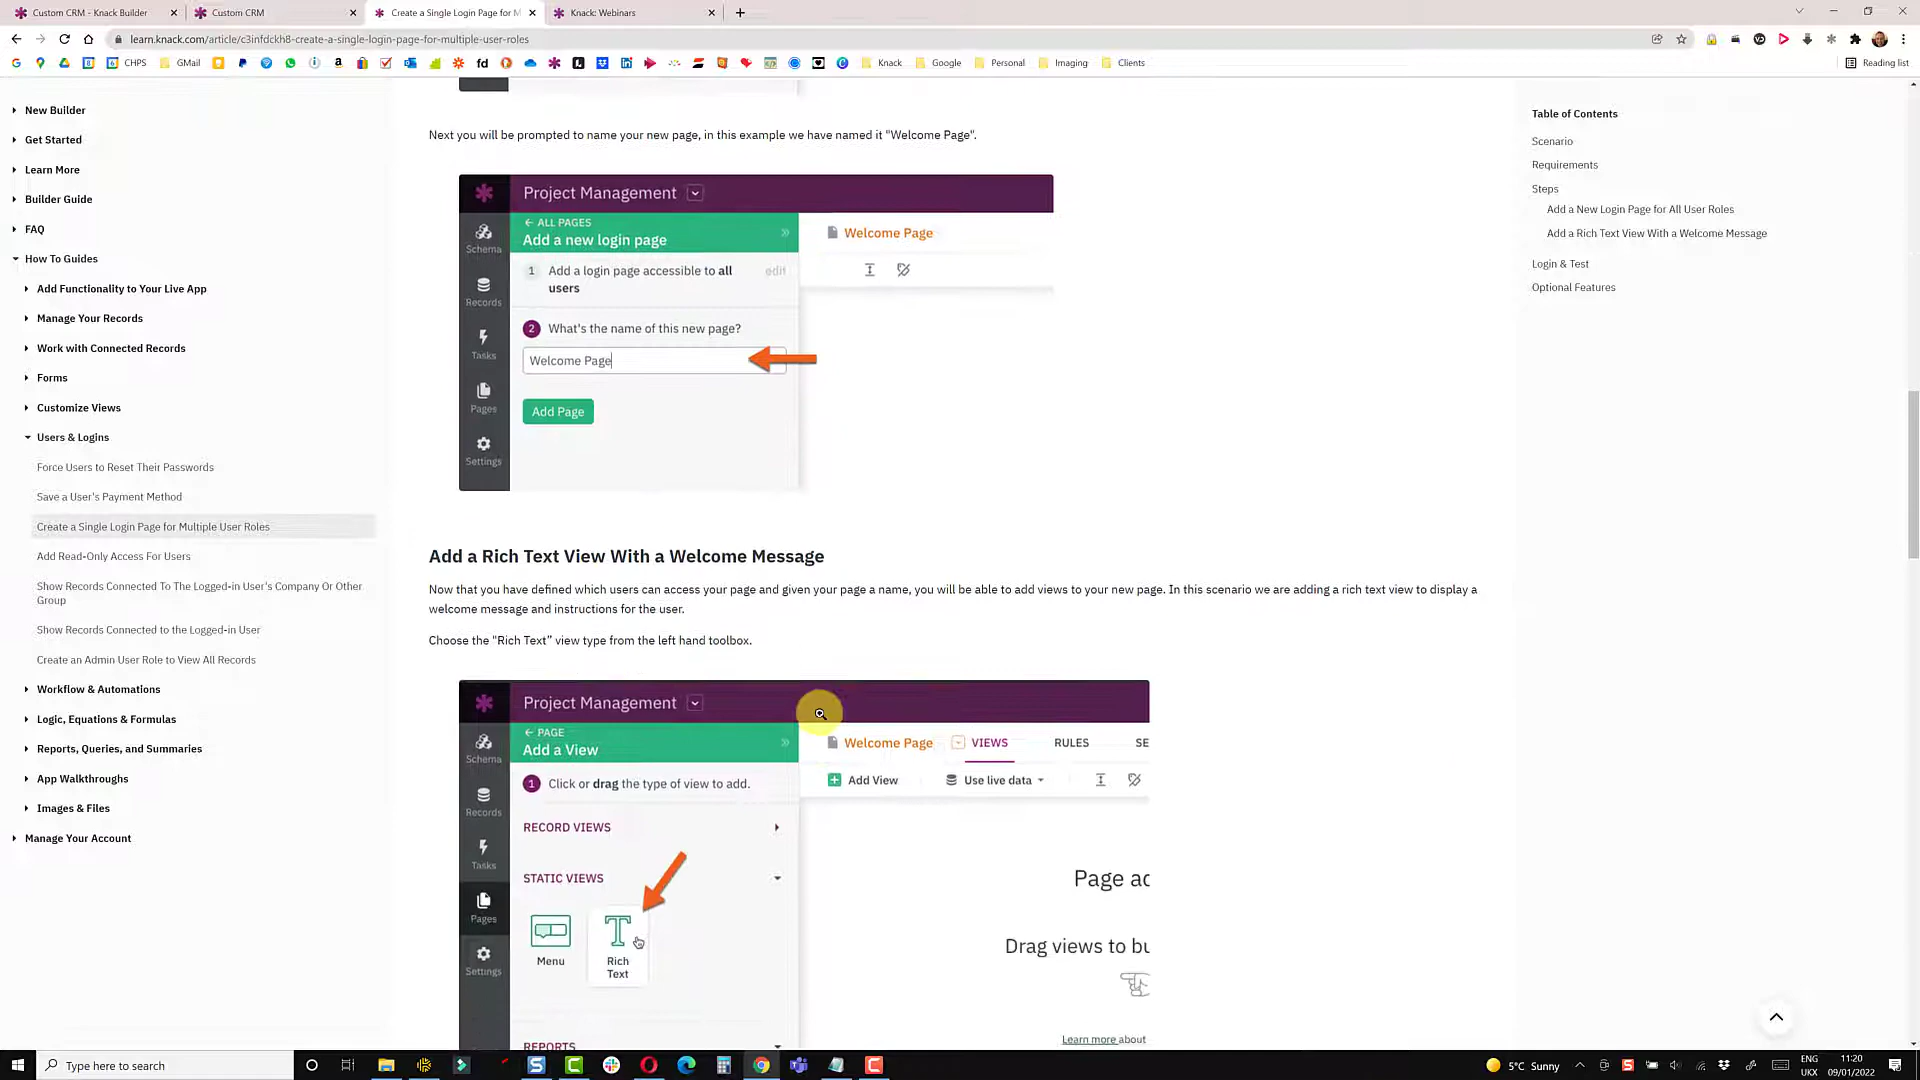 Custom CRM - Knack Builder
Custom CRM
Create a Single Login Page for M
Knack: Webinars
learn.knack.com/article/c3infdckh8-create-a-single-login-page-for-multiple-user-roles
CHPS
GMail
Knack
Google
Personal
Imaging
Clients
Reading list
New Builder
Get Started
Learn More
Builder Guide
FAQ
How To Guides
Add Functionality to Your Live App
Manage Your Records
Work with Connected Records
Forms
Customize Views
Users & Logins
Force Users to Reset Their Passwords
Save a User's Payment Method
Create a Single Login Page for Multiple User Roles
Add Read-Only Access For Users
Show Records Connected To The Logged-in User's Company Or Other
Group
Show Records Connected to the Logged-in User
Create an Admin User Role to View All Records
Workflow & Automations
Logic, Equations & Formulas
Reports, Queries, and Summaries
App Walkthroughs
Images & Files
Manage Your Account
Next you will be prompted to name your new page, in this example we have named it "Welcome Page".
Project Management
Schema
Records
Tasks
Pages
Settings
← ALL PAGES
Add a new login page
1 Add a login page accessible to all
users
edit
2 What's the name of this new page?
Welcome Page
Add Page
Welcome Page
Add a Rich Text View With a Welcome Message
Now that you have defined which users can access your page and given your page a name, you will be able to add views to your new page. In this scenario we are adding a rich text view to display a
welcome message and instructions for the user.
Choose the "Rich Text” view type from the left hand toolbox.
Project Management
Schema
Records
Tasks
Pages
Settings
← PAGE
Add a View
1 Click or drag the type of view to add.
RECORD VIEWS
STATIC VIEWS
Menu
Rich
Text
REPORTS
Welcome Page
VIEWS
RULES
SE
Add View
Use live data
Page ad
Drag views to bu
Learn more about
Table of Contents
Scenario
Requirements
Steps
Add a New Login Page for All User Roles
Add a Rich Text View With a Welcome Message
Login & Test
Optional Features
Type here to search
5°C Sunny
ENG
UKX
11:20
09/01/2022